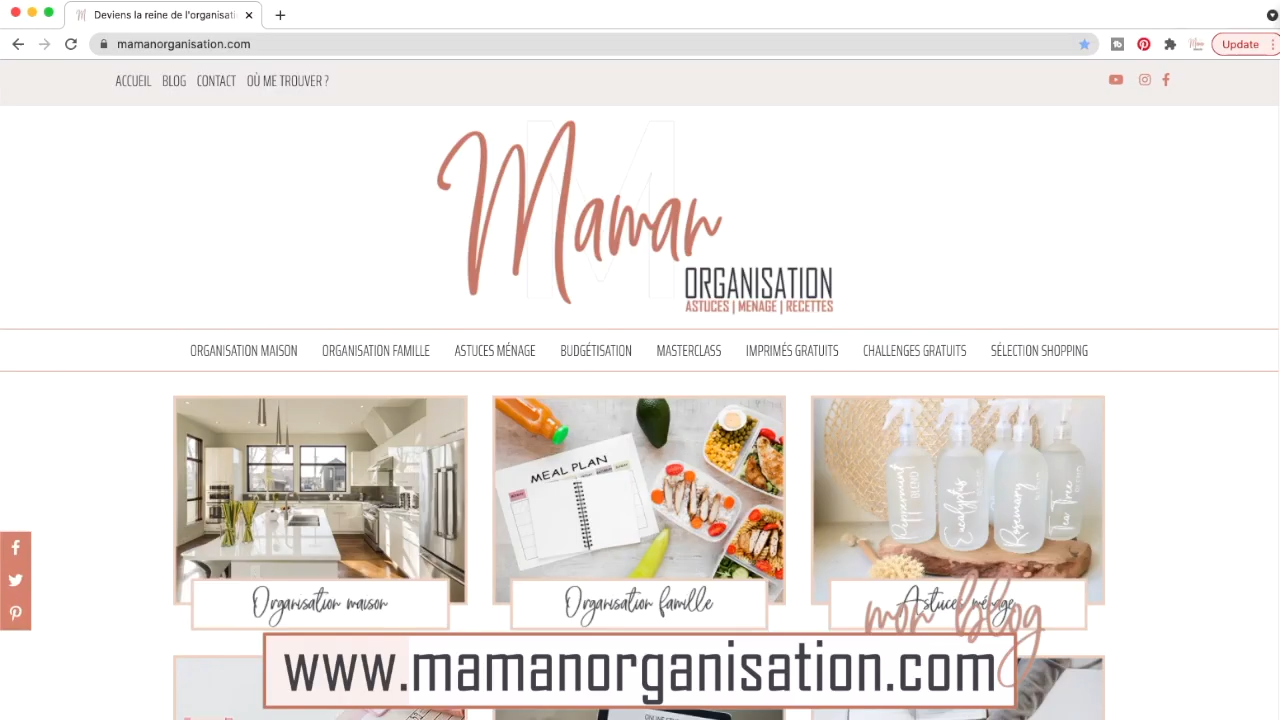 Deviens la reine de l'organisati
mamanorganisation.com
Update
ACCUEIL BLOG CONTACT OÙ ME TROUVER ?
M
Maman
ORGANISATION
ASTUCES | MENAGE | RECETTES
ORGANISATION MAISON ORGANISATION FAMILLE ASTUCES MÉNAGE BUDGÉTISATION MASTERCLASS IMPRIMÉS GRATUITS CHALLENGES GRATUITS SÉLECTION SHOPPING
MEAL PLAN
Peppermint
Eucalyptus
Rosemary
Tea Tree
Organisation maison
Organisation famille
Astuces ménage
mon blog
www.mamanorganisation.com